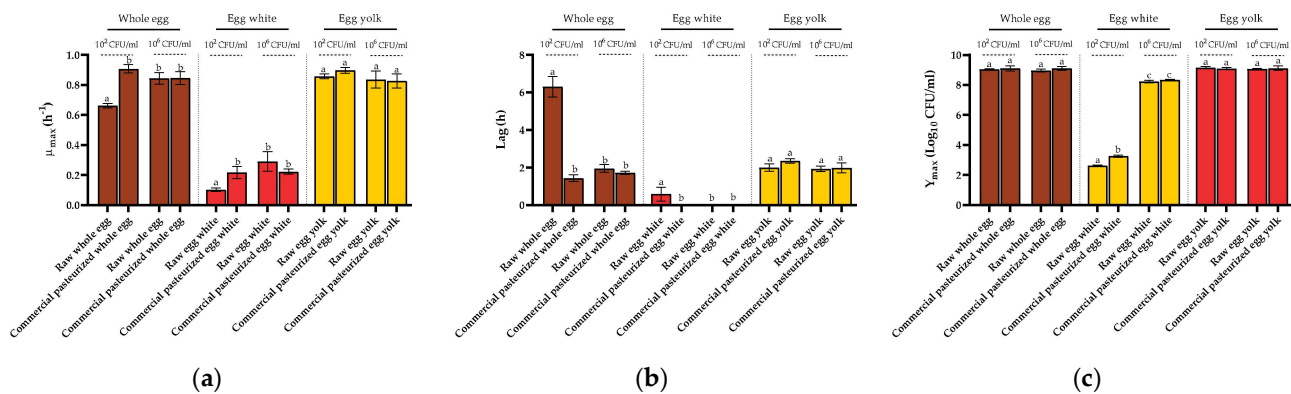 Whole egg Egg white Egg yolk
10² CFU/ml 10⁶ CFU/ml 10² CFU/ml 10⁶ CFU/ml 10² CFU/ml 10⁶ CFU/ml
μ max (h⁻¹)
1.0
0.8
0.6
0.4
0.2
0.0
a b b b a b b b a a a a
Raw whole egg
Commercial pasteurized whole egg
Raw whole egg
Commercial pasteurized whole egg
Raw egg white
Commercial pasteurized egg white
Raw egg white
Commercial pasteurized egg white
Raw egg yolk
Commercial pasteurized egg yolk
Raw egg yolk
Commercial pasteurized egg yolk
(a)
Whole egg Egg white Egg yolk
10² CFU/ml 10⁶ CFU/ml 10² CFU/ml 10⁶ CFU/ml 10² CFU/ml 10⁶ CFU/ml
Lag (h)
8
6
4
2
0
a b b b a b b b a a a a
Raw whole egg
Commercial pasteurized whole egg
Raw whole egg
Commercial pasteurized whole egg
Raw egg white
Commercial pasteurized egg white
Raw egg white
Commercial pasteurized egg white
Raw egg yolk
Commercial pasteurized egg yolk
Raw egg yolk
Commercial pasteurized egg yolk
(b)
Whole egg Egg white Egg yolk
10² CFU/ml 10⁶ CFU/ml 10² CFU/ml 10⁶ CFU/ml 10² CFU/ml 10⁶ CFU/ml
Y max (Log₁₀ CFU/ml)
10
8
6
4
2
0
a a a a a b c c a a a a
Raw whole egg
Commercial pasteurized whole egg
Raw whole egg
Commercial pasteurized whole egg
Raw egg white
Commercial pasteurized egg white
Raw egg white
Commercial pasteurized egg white
Raw egg yolk
Commercial pasteurized egg yolk
Raw egg yolk
Commercial pasteurized egg yolk
(c)